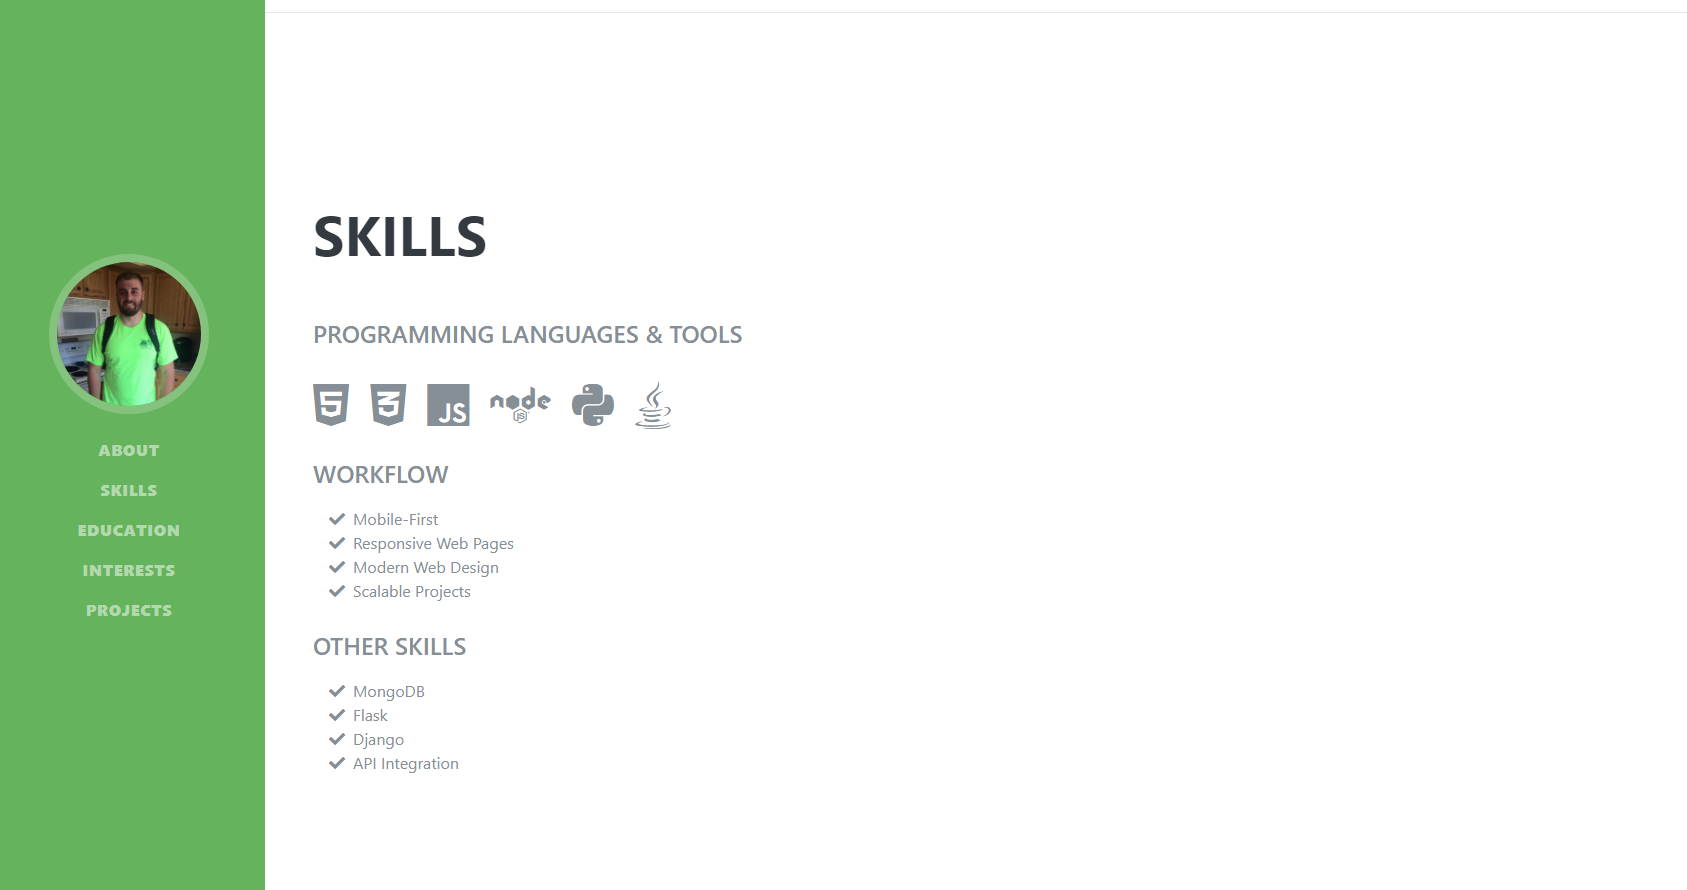 ABOUT
SKILLS
EDUCATION
INTERESTS
PROJECTS
SKILLS
PROGRAMMING LANGUAGES & TOOLS
5 3 JS node JS
WORKFLOW
Mobile-First
Responsive Web Pages
Modern Web Design
Scalable Projects
OTHER SKILLS
MongoDB
Flask
Django
API Integration